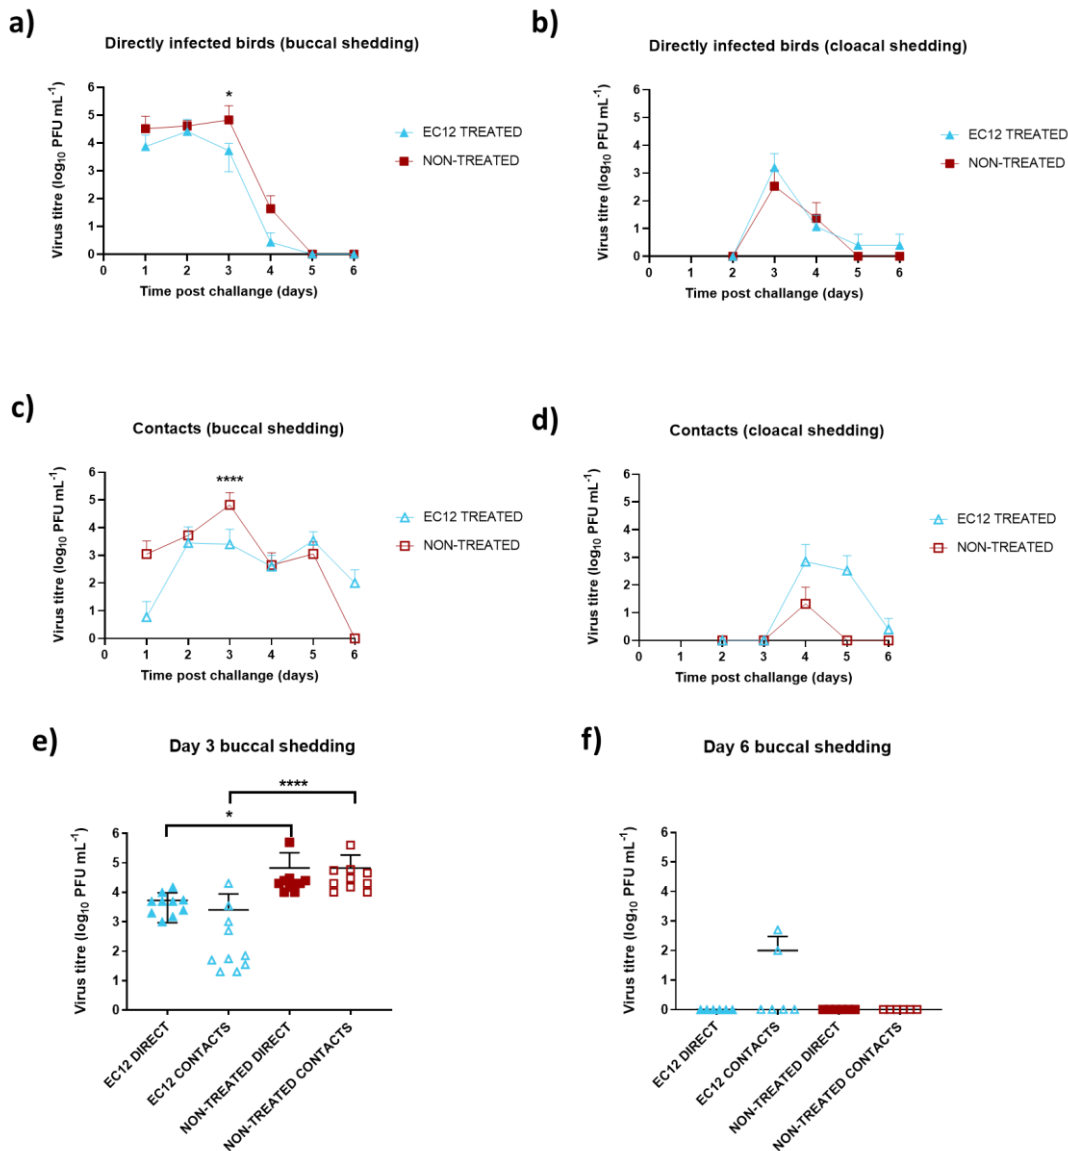 a)
Directly infected birds (buccal shedding)
Virus titre (log10 PFU mL-1)
6
5
4
3
2
1
0
*
0 1 2 3 4 5 6
Time post challange (days)
EC12 TREATED
NON-TREATED
b)
Directly infected birds (cloacal shedding)
Virus titre (log10 PFU mL-1)
6
5
4
3
2
1
0
0 1 2 3 4 5 6
Time post challange (days)
EC12 TREATED
NON-TREATED
c)
Contacts (buccal shedding)
Virus titre (log10 PFU mL-1)
6
5
4
3
2
1
0
****
0 1 2 3 4 5 6
Time post challange (days)
EC12 TREATED
NON-TREATED
d)
Contacts (cloacal shedding)
Virus titre (log10 PFU mL-1)
6
5
4
3
2
1
0
0 1 2 3 4 5 6
Time post challange (days)
EC12 TREATED
NON-TREATED
e)
Day 3 buccal shedding
****
*
Virus titre (log10 PFU mL-1)
6
5
4
3
2
1
0
EC12 DIRECT
EC12 CONTACTS
NON-TREATED DIRECT
NON-TREATED CONTACTS
f)
Day 6 buccal shedding
Virus titre (log10 PFU mL-1)
6
5
4
3
2
1
0
EC12 DIRECT
EC12 CONTACTS
NON-TREATED DIRECT
NON-TREATED CONTACTS